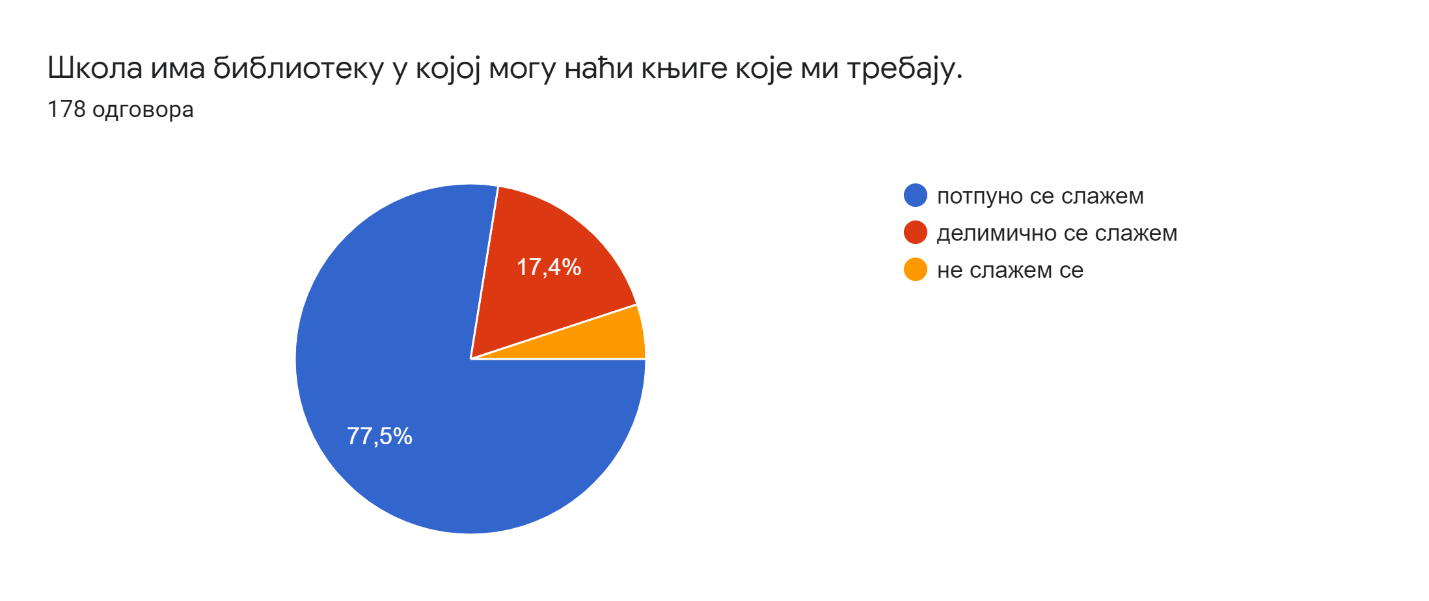 Школа има библиотеку у којој могу наћи књиге које ми требају.
178 одговора
потпуно се слажем
делимично се слажем
не слажем се
17,4%
77,5%